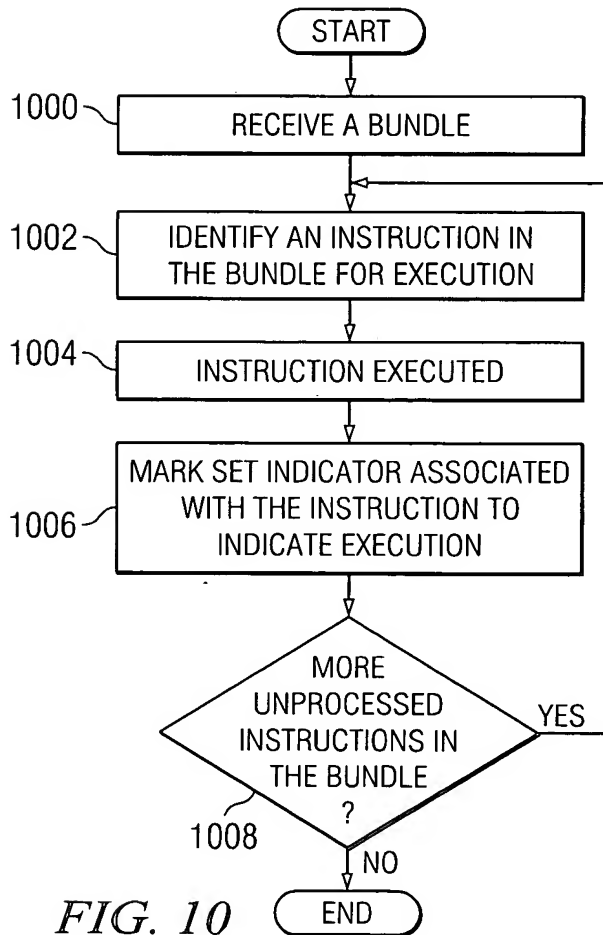 START
1000
RECEIVE A BUNDLE
1002
IDENTIFY AN INSTRUCTION IN
THE BUNDLE FOR EXECUTION
1004
INSTRUCTION EXECUTED
MARK SET INDICATOR ASSOCIATED
WITH THE INSTRUCTION TO
INDICATE EXECUTION
1006
MORE
UNPROCESSED
INSTRUCTIONS IN
THE BUNDLE
?
YES
1008
NO
END
FIG. 10